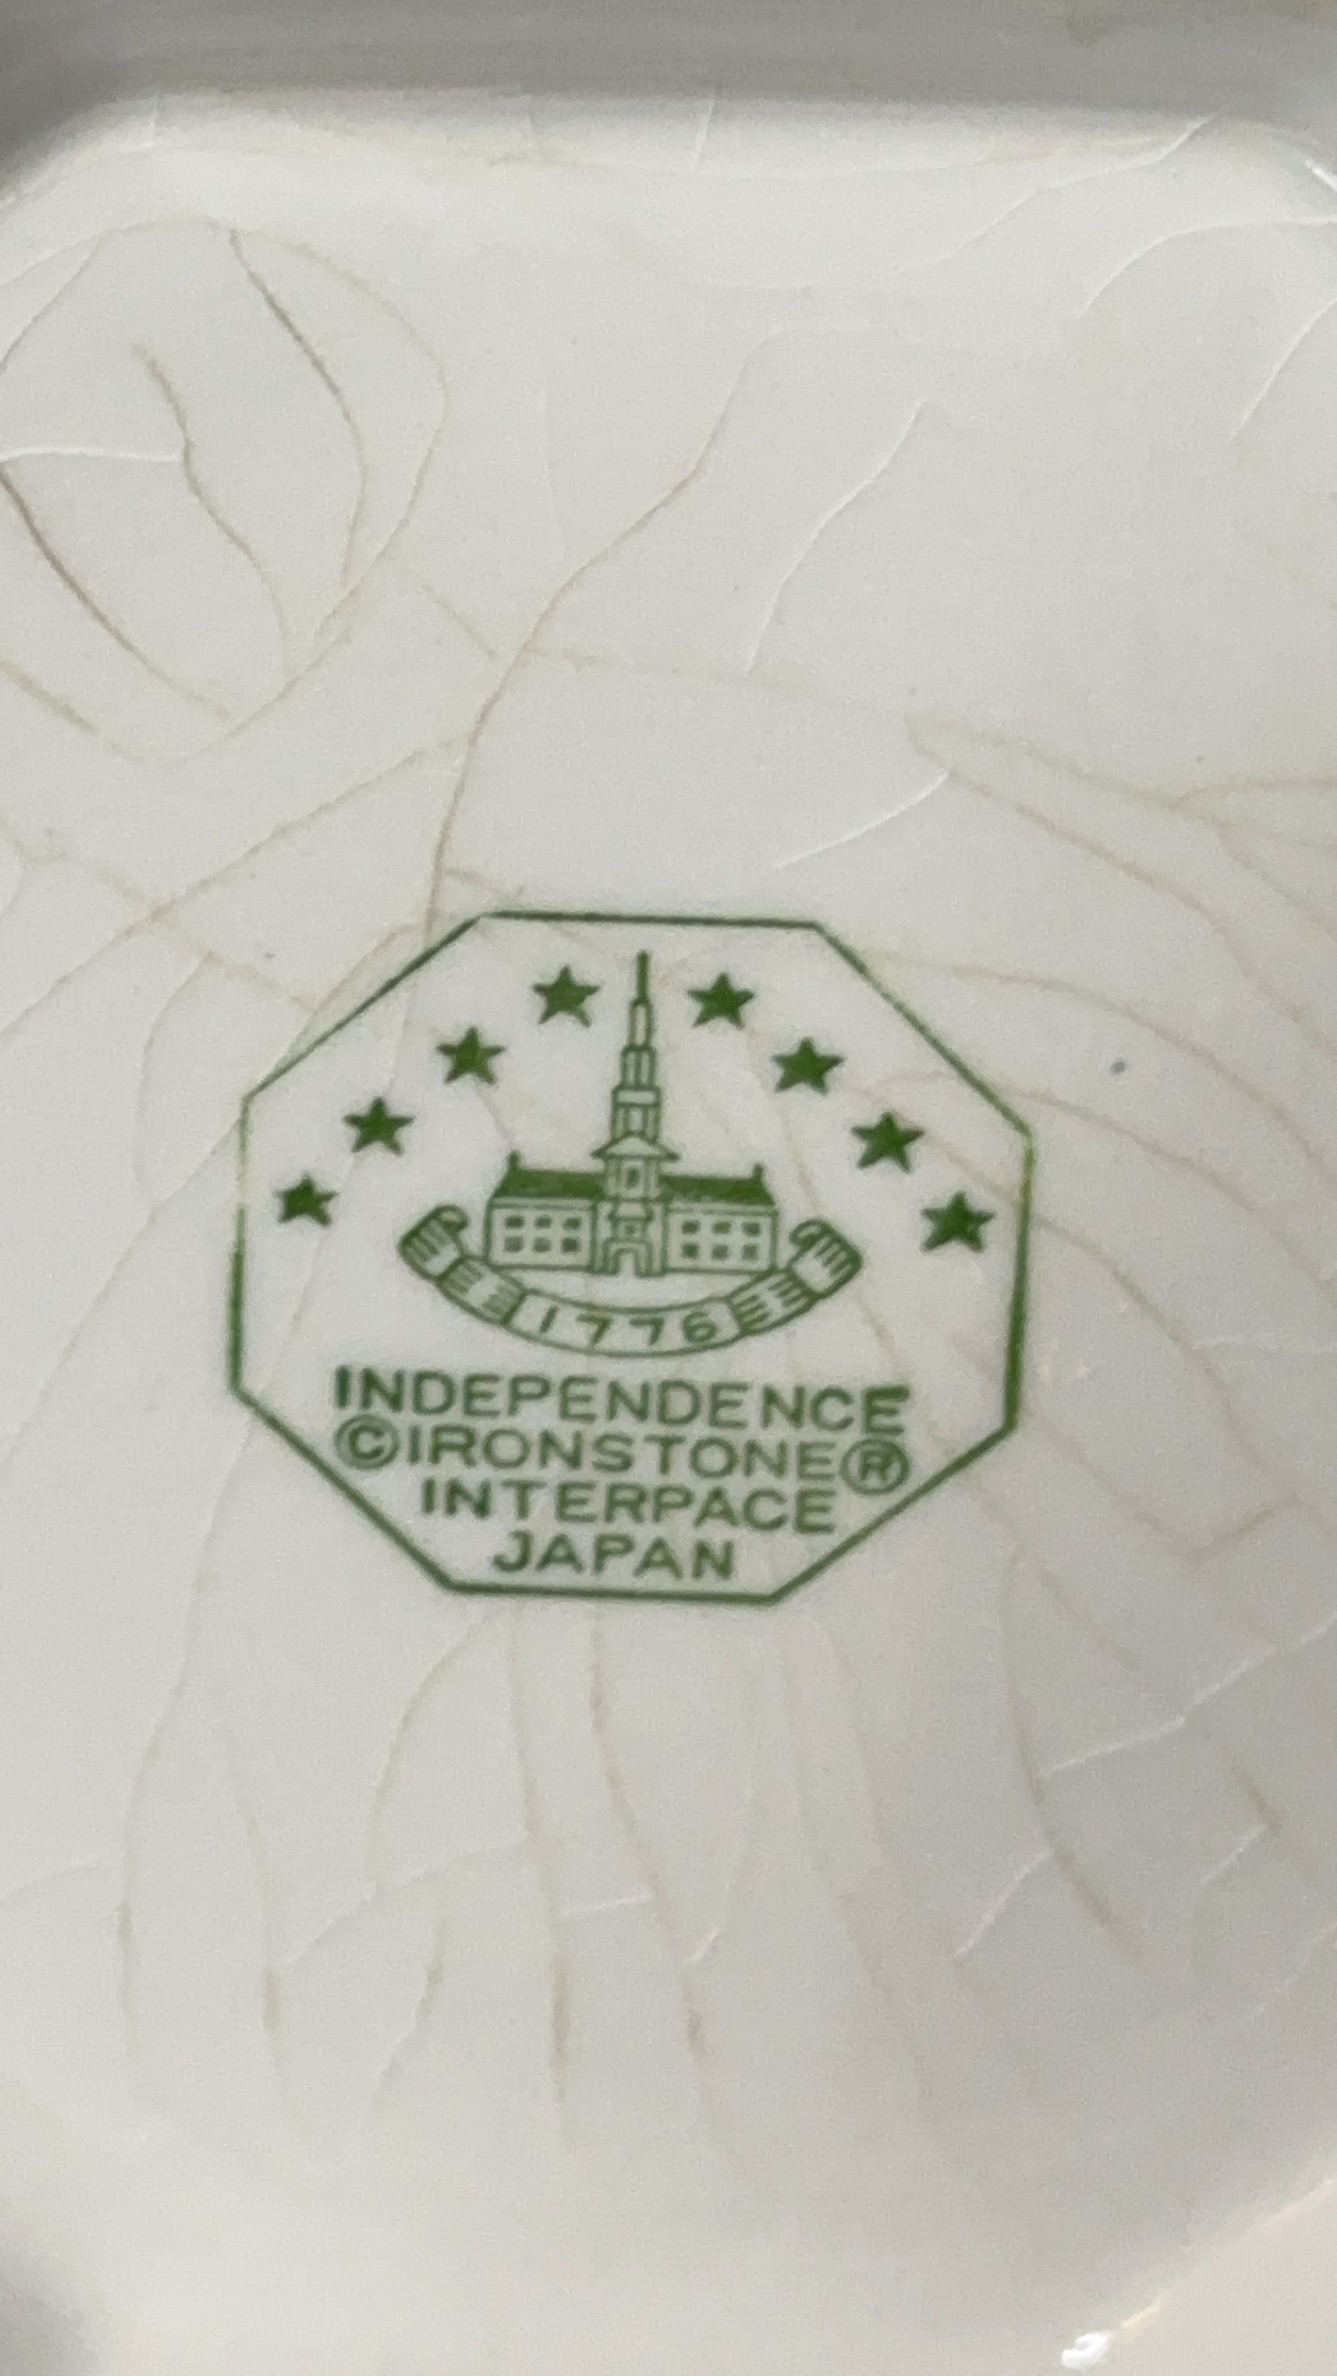 1776
INDEPENDENCE
©IRONSTONE®
INTERPACE
JAPAN